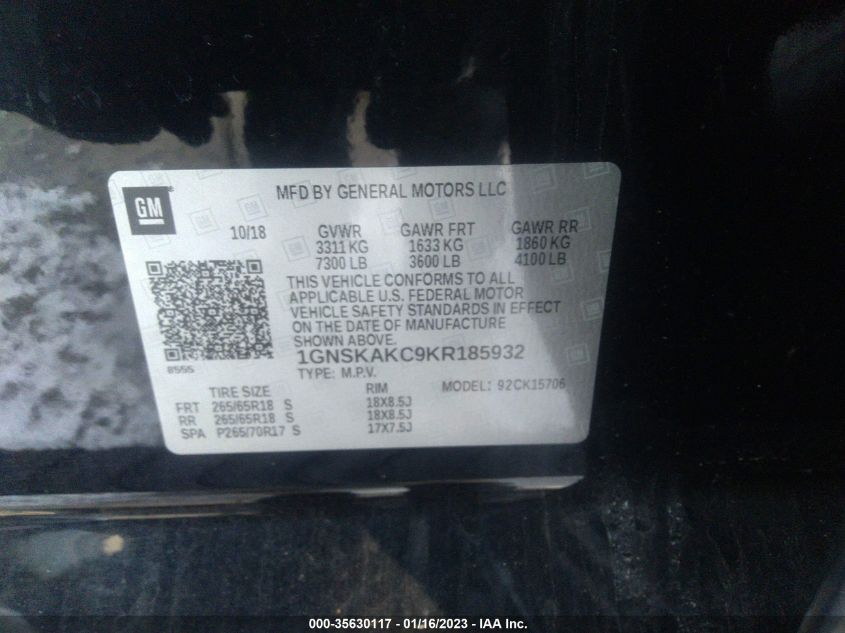 GM
MFD BY GENERAL MOTORS LLC
10/18 GVWR GAWR FRT GAWR RR
3311 KG 1633 KG 1860 KG
7300 LB 3600 LB 4100 LB
THIS VEHICLE CONFORMS TO ALL
APPLICABLE U.S. FEDERAL MOTOR
VEHICLE SAFETY STANDARDS IN EFFECT
ON THE DATE OF MANUFACTURE
SHOWN ABOVE.
8555
1GNSKAKC9KR185932
TYPE: M.P.V. MODEL: 92CK15706
TIRE SIZE RIM
FRT 265/65R18 S 18X8.5J
RR 265/65R18 S 18X8.5J
SPA P265/70R17 S 17X7.5J
000-35630117 - 01/16/2023 - IAA Inc.